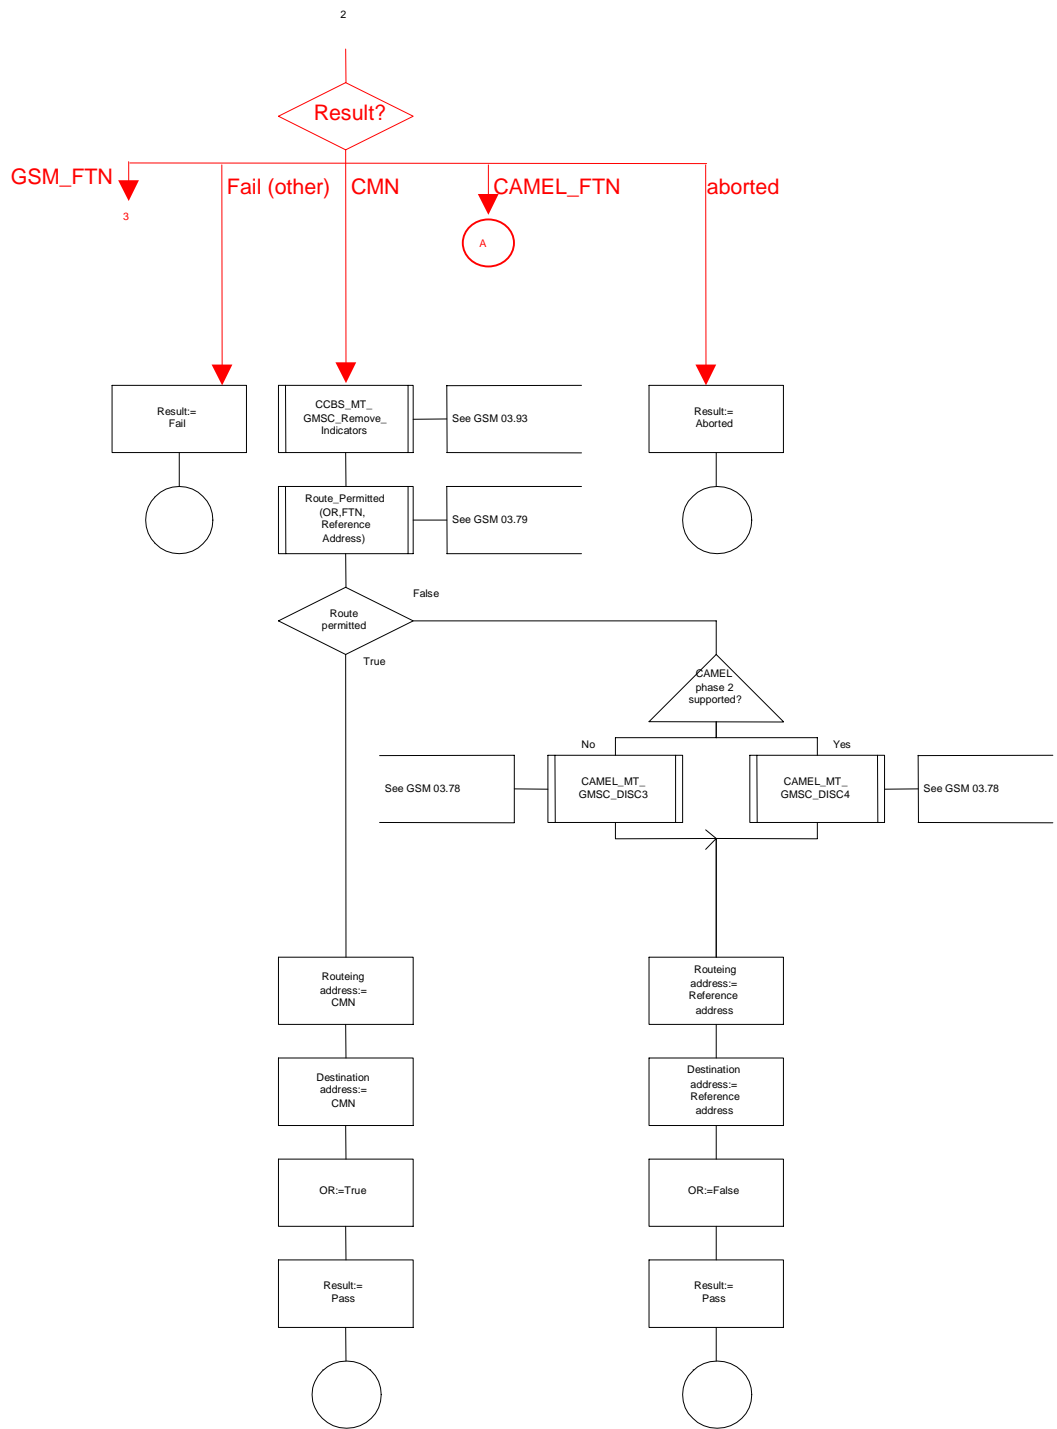 2
Result?
GSM_FTN
Fail (other)
CMN
CAMEL_FTN
aborted
3
A
Result:=
Fail
CCBS_MT_
GMSC_Remove_
Indicators
See GSM 03.93
Result:=
Aborted
Route_Permitted
(OR,FTN,
Reference
Address)
See GSM 03.79
False
Route
permitted
True
CAMEL
phase 2
supported?
No
Yes
See GSM 03.78
CAMEL_MT_
GMSC_DISC3
CAMEL_MT_
GMSC_DISC4
See GSM 03.78
Routeing
address:=
CMN
Routeing
address:=
Reference
address
Destination
address:=
CMN
Destination
address:=
Reference
address
OR:=True
OR:=False
Result:=
Pass
Result:=
Pass